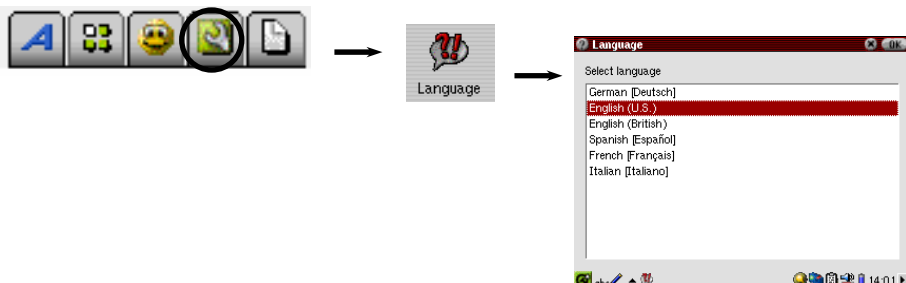 Language
Language
OK
Select language
German [Deutsch]
English (U.S.)
English (British)
Spanish [Español]
French [Français]
Italian [Italiano]
14:01